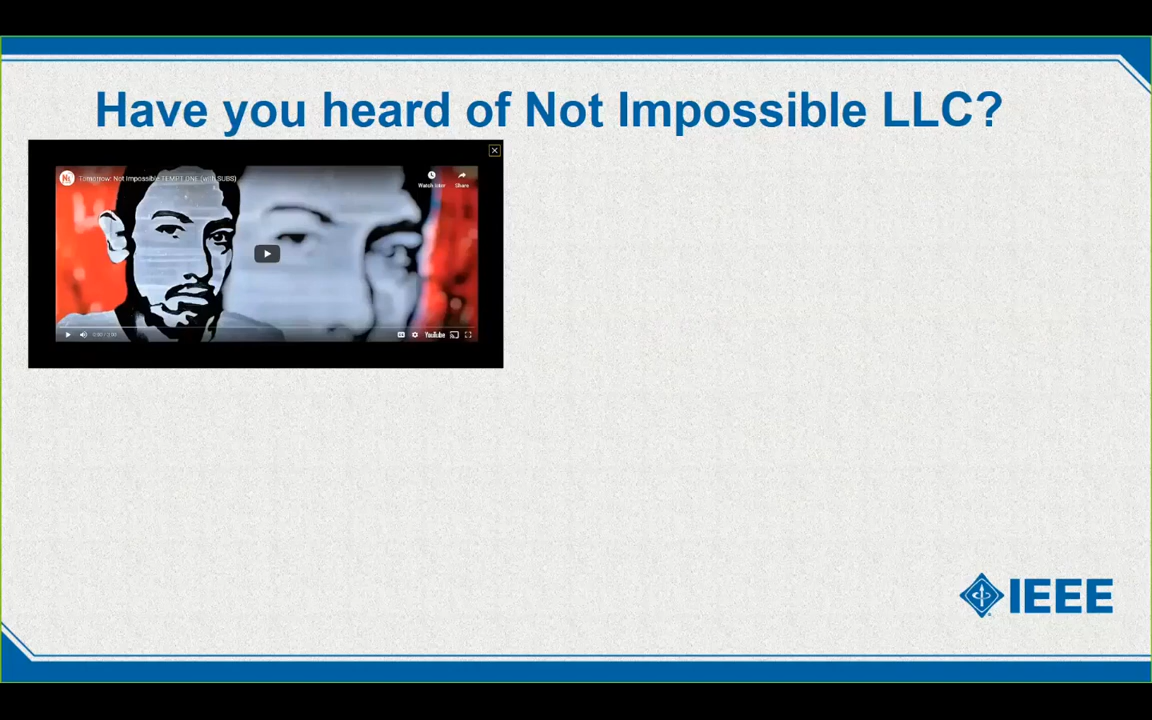 Have you heard of Not Impossible LLC?
Tomorrow: Not Impossible TEMPT ONE (with SUBS)
Watch later
Share
YouTube
IEEE